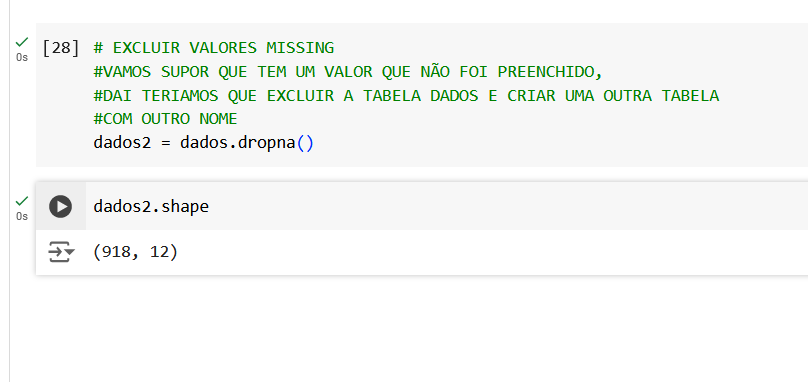 [28] # EXCLUIR VALORES MISSING
0s
#VAMOS SUPOR QUE TEM UM VALOR QUE NÃO FOI PREENCHIDO,
#DAI TERIAMOS QUE EXCLUIR A TABELA DADOS E CRIAR UMA OUTRA TABELA
#COM OUTRO NOME
dados2 = dados.dropna()
dados2.shape
0s
(918, 12)